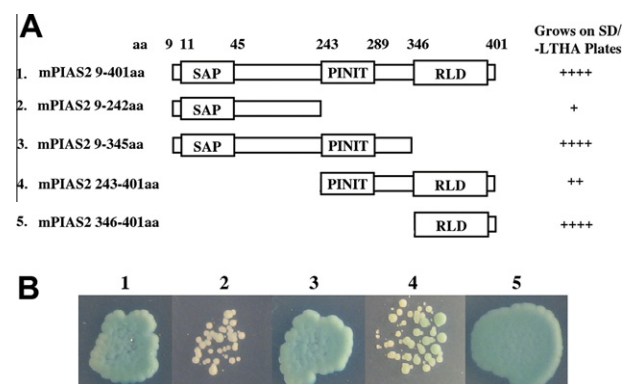 A
Grows on SD/
-LTHA Plates
aa 9 11 45 243 289 346 401
1. mPIAS2 9-401aa SAP PINIT RLD ++++
2. mPIAS2 9-242aa SAP +
3. mPIAS2 9-345aa SAP PINIT ++++
4. mPIAS2 243-401aa PINIT RLD ++
5. mPIAS2 346-401aa RLD ++++
B
1 2 3 4 5